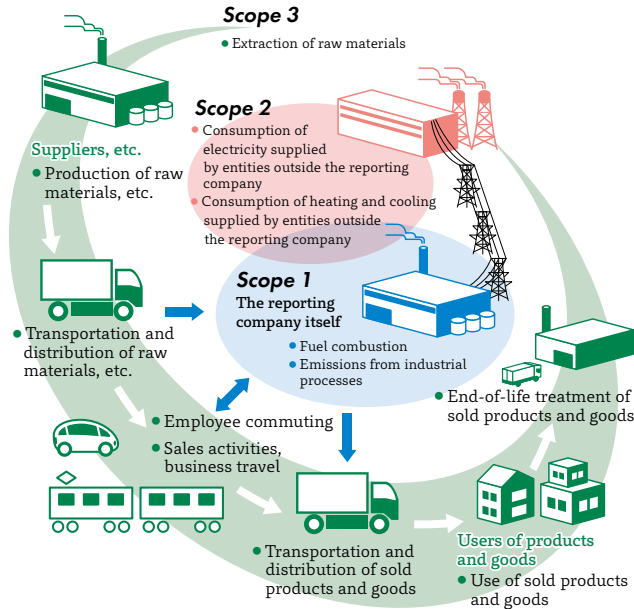 Scope 3
• Extraction of raw materials
Scope 2
• Consumption of
electricity supplied
by entities outside the reporting
company
• Consumption of heating and cooling
supplied by entities outside
the reporting company
Suppliers, etc.
• Production of raw
materials, etc.
Scope 1
The reporting
company itself
• Fuel combustion
• Emissions from industrial
processes
• Transportation and
distribution of raw
materials, etc.
• End-of-life treatment of
sold products and goods
• Employee commuting
• Sales activities,
business travel
• Transportation and
distribution of sold
products and goods
Users of products
and goods
• Use of sold products
and goods